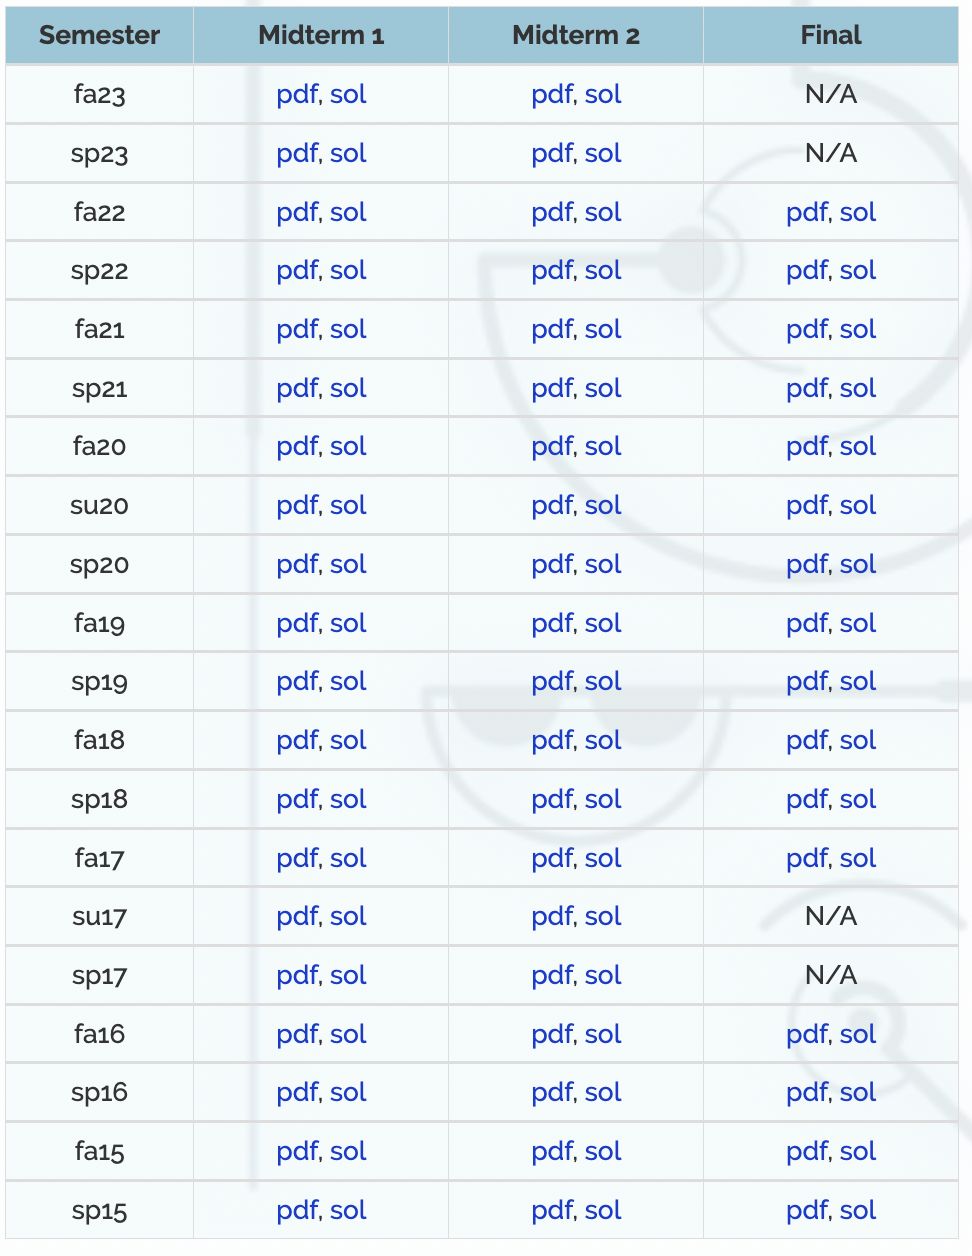 Semester Midterm 1 Midterm 2 Final
fa23 pdf, sol pdf, sol N/A
sp23 pdf, sol pdf, sol N/A
fa22 pdf, sol pdf, sol pdf, sol
sp22 pdf, sol pdf, sol pdf, sol
fa21 pdf, sol pdf, sol pdf, sol
sp21 pdf, sol pdf, sol pdf, sol
fa20 pdf, sol pdf, sol pdf, sol
su20 pdf, sol pdf, sol pdf, sol
sp20 pdf, sol pdf, sol pdf, sol
fa19 pdf, sol pdf, sol pdf, sol
sp19 pdf, sol pdf, sol pdf, sol
fa18 pdf, sol pdf, sol pdf, sol
sp18 pdf, sol pdf, sol pdf, sol
fa17 pdf, sol pdf, sol pdf, sol
su17 pdf, sol pdf, sol N/A
sp17 pdf, sol pdf, sol N/A
fa16 pdf, sol pdf, sol pdf, sol
sp16 pdf, sol pdf, sol pdf, sol
fa15 pdf, sol pdf, sol pdf, sol
sp15 pdf, sol pdf, sol pdf, sol